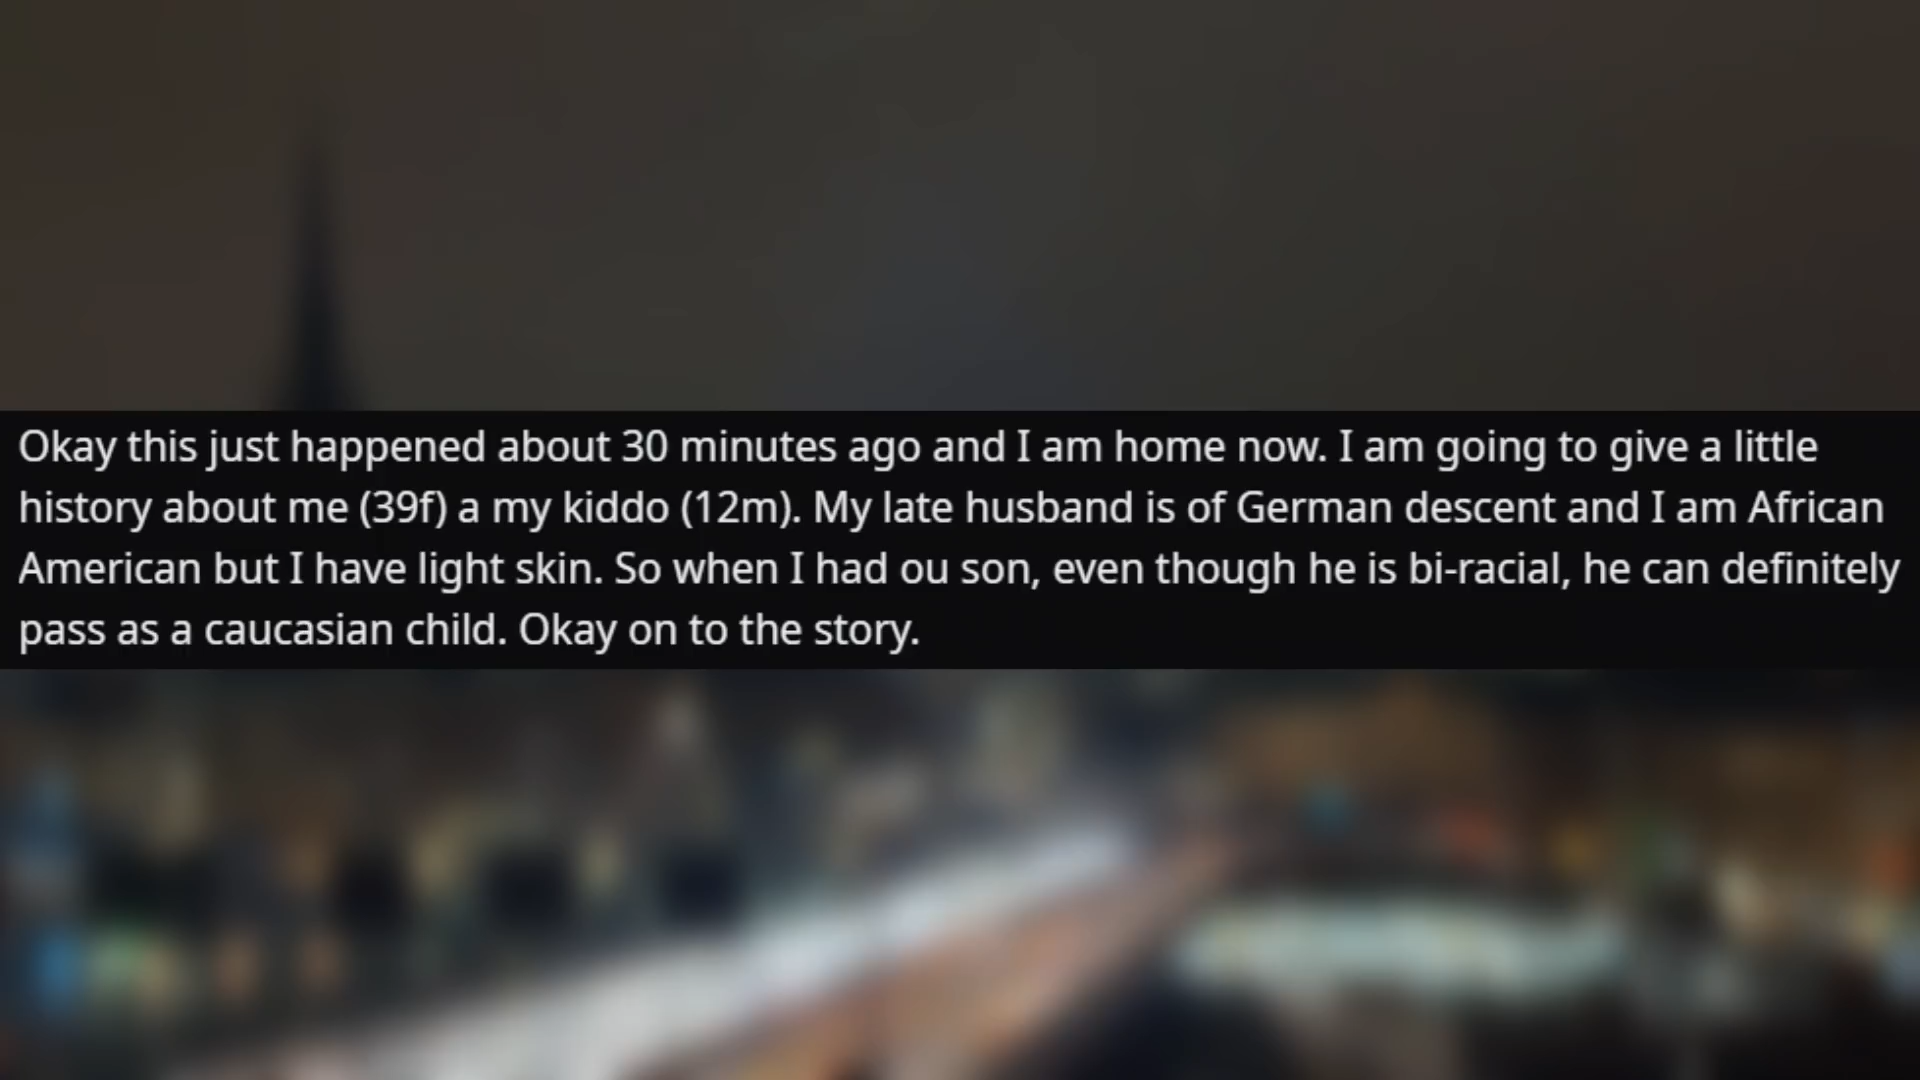 Okay this just happened about 30 minutes ago and I am home now. I am going to give a little
history about me (39f) a my kiddo (12m). My late husband is of German descent and I am African
American but I have light skin. So when I had ou son, even though he is bi-racial, he can definitely
pass as a caucasian child. Okay on to the story.